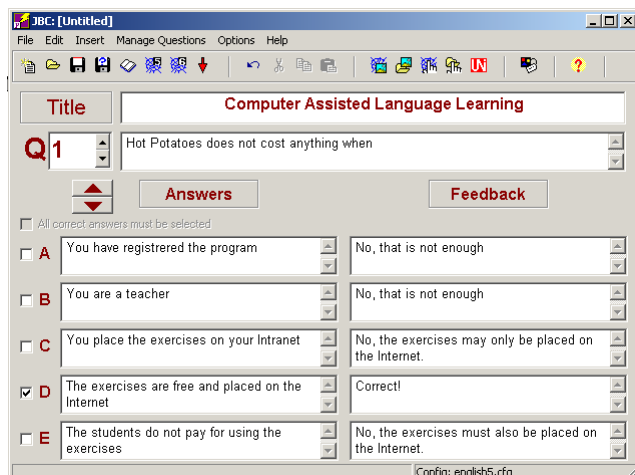 JBC: [Untitled]
File Edit Insert Manage Questions Options Help
UN ?
Title Computer Assisted Language Learning
Q 1 Hot Potatoes does not cost anything when
Answers Feedback
All correct answers must be selected
A You have registrered the program No, that is not enough
B You are a teacher No, that is not enough
C You place the exercises on your Intranet No, the exercises may only be placed on
the Internet.
D The exercises are free and placed on the Correct!
Internet
E The students do not pay for using the No, the exercises must also be placed on
exercises the Internet.
Config: english5.cfg